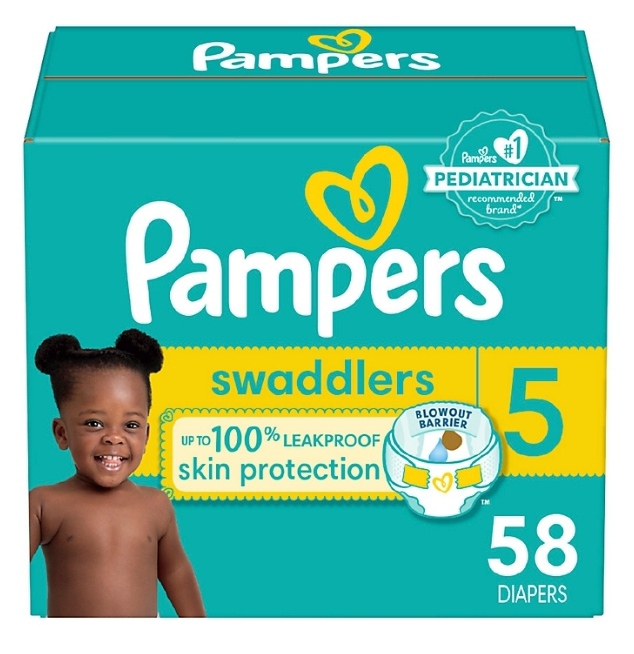 Pampers
Pampers #1
PEDIATRICIAN
recommended
brand*
™
Pampers
swaddlers
5
UP TO 100% LEAKPROOF
skin protection
BLOWOUT
BARRIER
™
58
DIAPERS